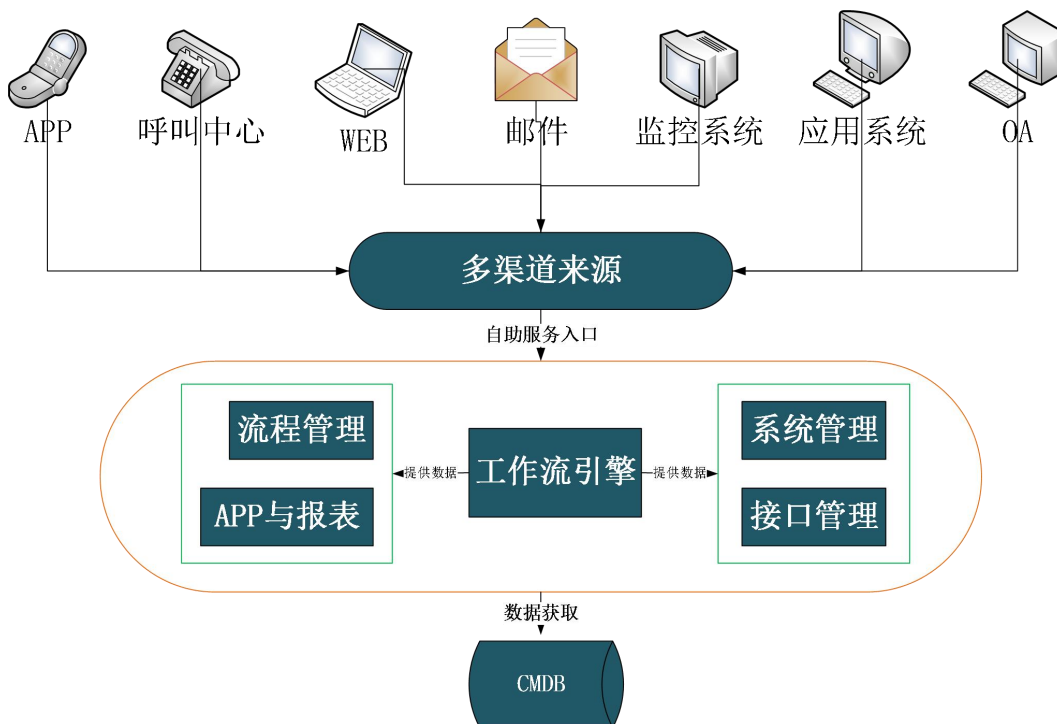 APP
呼叫中心
WEB
邮件
监控系统
应用系统
OA
多渠道来源
自助服务入口
流程管理
APP与报表
提供数据
工作流引擎
提供数据
系统管理
接口管理
数据获取
CMDB